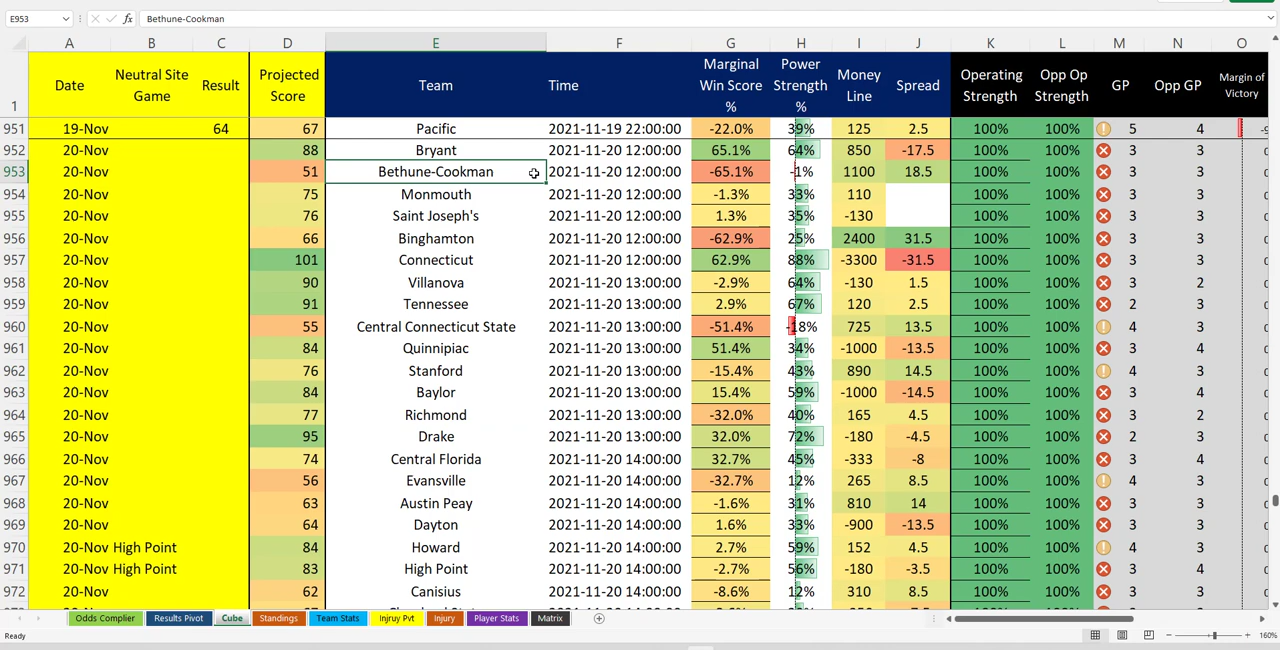 E953 fx Bethune-Cookman
A B C D E F G H I J K L M N O
1 Date Neutral Site Game Result Projected Score Team Time Marginal Win Score % Power Strength % Money Line Spread Operating Strength Opp Op Strength GP Opp GP Margin of Victory
951 19-Nov 64 67 Pacific 2021-11-19 22:00:00 -22.0% 39% 125 2.5 100% 100% 5 4
952 20-Nov 88 Bryant 2021-11-20 12:00:00 65.1% 64% 850 -17.5 100% 100% 3 3
953 20-Nov 51 Bethune-Cookman 2021-11-20 12:00:00 -65.1% -1% 1100 18.5 100% 100% 3 3
954 20-Nov 75 Monmouth 2021-11-20 12:00:00 -1.3% 33% 110 100% 100% 3 3
955 20-Nov 76 Saint Joseph's 2021-11-20 12:00:00 1.3% 35% -130 100% 100% 3 3
956 20-Nov 66 Binghamton 2021-11-20 12:00:00 -62.9% 25% 2400 31.5 100% 100% 3 3
957 20-Nov 101 Connecticut 2021-11-20 12:00:00 62.9% 88% -3300 -31.5 100% 100% 3 3
958 20-Nov 90 Villanova 2021-11-20 13:00:00 -2.9% 64% -130 1.5 100% 100% 3 2
959 20-Nov 91 Tennessee 2021-11-20 13:00:00 2.9% 67% 120 2.5 100% 100% 2 3
960 20-Nov 55 Central Connecticut State 2021-11-20 13:00:00 -51.4% -18% 725 13.5 100% 100% 4 3
961 20-Nov 84 Quinnipiac 2021-11-20 13:00:00 51.4% 34% -1000 -13.5 100% 100% 3 4
962 20-Nov 76 Stanford 2021-11-20 13:00:00 -15.4% 43% 890 14.5 100% 100% 4 3
963 20-Nov 84 Baylor 2021-11-20 13:00:00 15.4% 59% -1000 -14.5 100% 100% 3 4
964 20-Nov 77 Richmond 2021-11-20 13:00:00 -32.0% 40% 165 4.5 100% 100% 3 2
965 20-Nov 95 Drake 2021-11-20 13:00:00 32.0% 72% -180 -4.5 100% 100% 2 3
966 20-Nov 74 Central Florida 2021-11-20 14:00:00 32.7% 45% -333 -8 100% 100% 3 4
967 20-Nov 56 Evansville 2021-11-20 14:00:00 -32.7% 12% 265 8.5 100% 100% 4 3
968 20-Nov 63 Austin Peay 2021-11-20 14:00:00 -1.6% 31% 810 14 100% 100% 3 3
969 20-Nov 64 Dayton 2021-11-20 14:00:00 1.6% 33% -900 -13.5 100% 100% 3 3
970 20-Nov High Point 84 Howard 2021-11-20 14:00:00 2.7% 59% 152 4.5 100% 100% 4 3
971 20-Nov High Point 83 High Point 2021-11-20 14:00:00 -2.7% 56% -180 -3.5 100% 100% 3 4
972 20-Nov 62 Canisius 2021-11-20 14:00:00 -8.6% 12% 310 8.5 100% 100% 3 3
Odds Complier Results Pivot Cube Standings Team Stats Injruy Pvt Injury Player Stats Matrix
Ready 160%